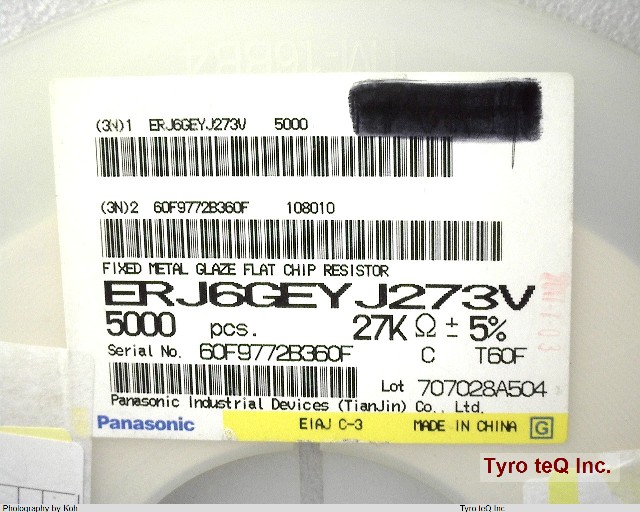 (3N)1 ERJ6GEYJ273V 5000
(3N)2 60F9772B360F 108010
FIXED METAL GLAZE FLAT CHIP RESISTOR
ERJ6GEYJ273V
5000 pcs. 27K Ω ± 5%
Serial No. 60F9772B360F C T60F
Lot 707028A504
Panasonic Industrial Devices (TianJin) Co., Ltd.
Panasonic EIAJ C-3 MADE IN CHINA G
Tyro teQ Inc.
Photography by Koh Tyro teQ Inc